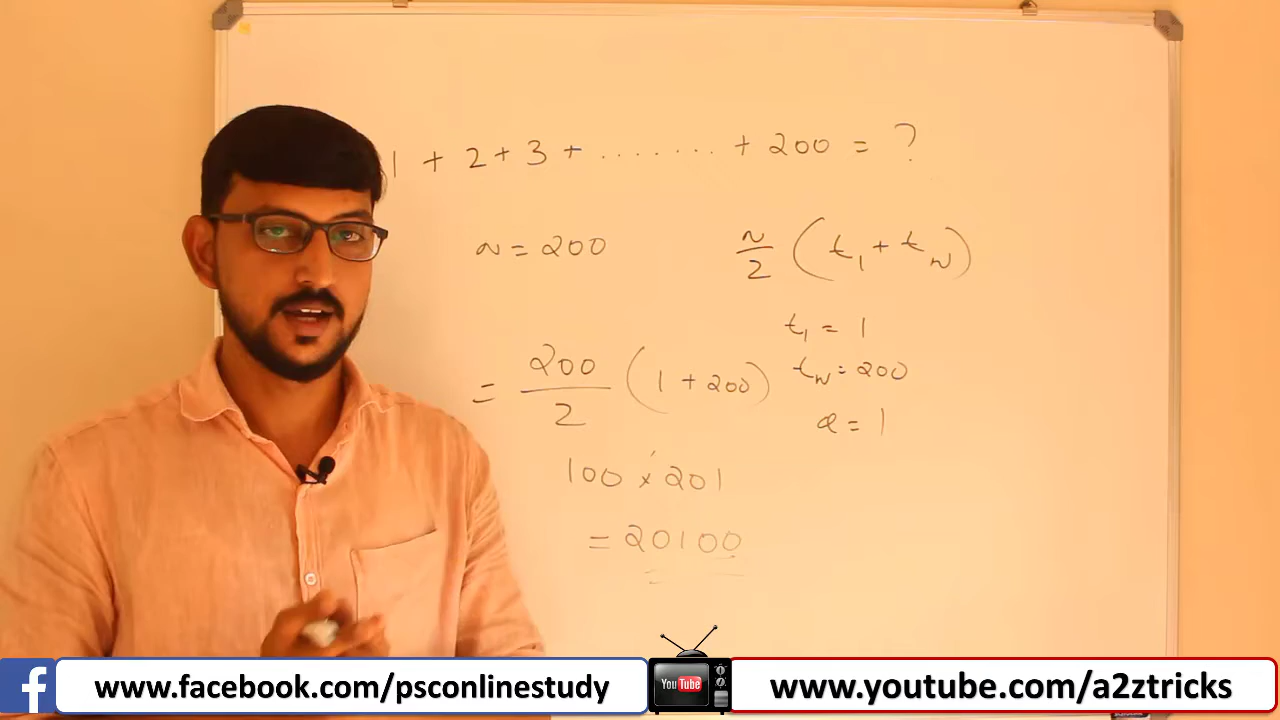 1 + 2 + 3 + ........ + 200 = ?
n = 200
n/2 (t₁ + tₙ)
t₁ = 1
tₙ = 200
= 200/2 (1 + 200)
a = 1
100 × 201
= 20100
f www.facebook.com/psconlinestudy
YouTube www.youtube.com/a2ztricks